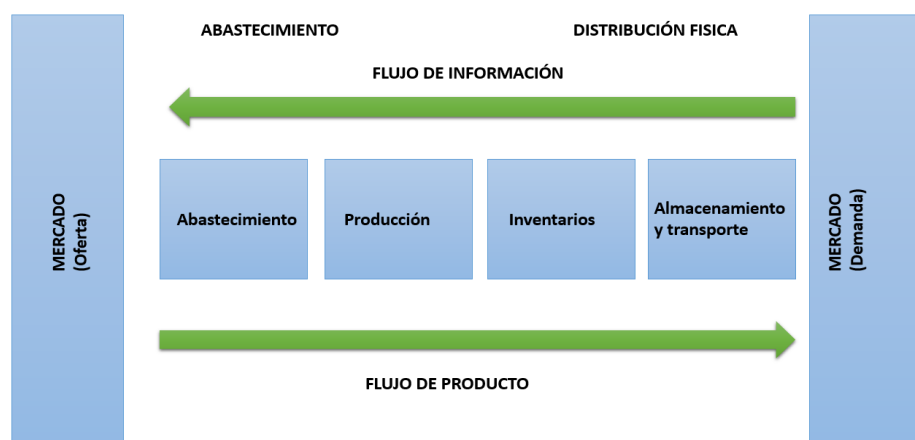 ABASTECIMIENTO
DISTRIBUCIÓN FISICA
FLUJO DE INFORMACIÓN
MERCADO
(Oferta)
Abastecimiento
Producción
Inventarios
Almacenamiento
y transporte
MERCADO
(Demanda)
FLUJO DE PRODUCTO